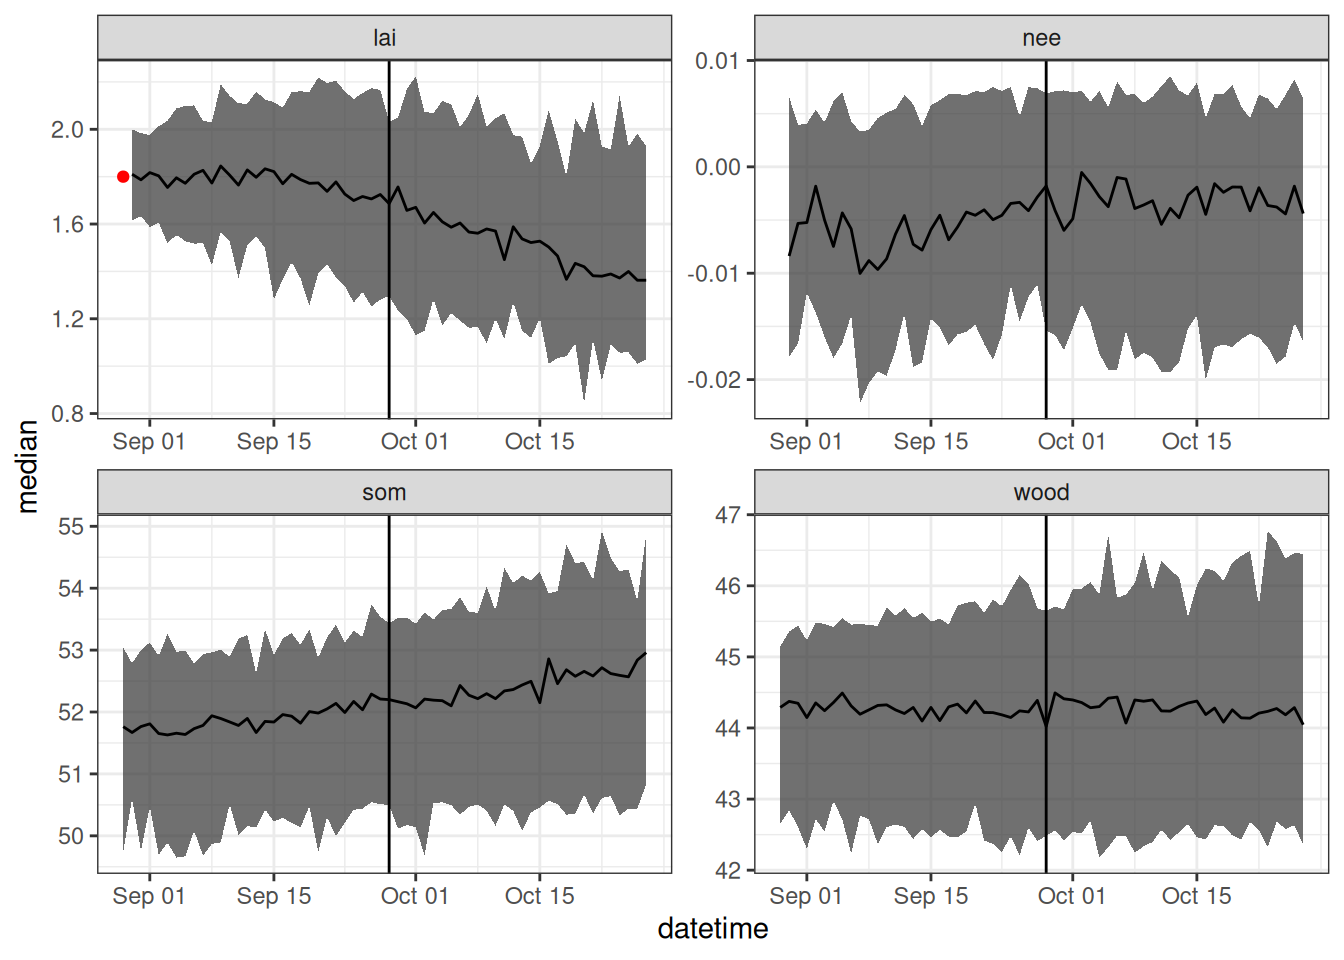 lai
nee
2.0
1.6
1.2
0.8
0.01
0.00
-0.01
-0.02
Sep 01 Sep 15 Oct 01 Oct 15
Sep 01 Sep 15 Oct 01 Oct 15
som
wood
55
54
53
52
51
50
47
46
45
44
43
42
Sep 01 Sep 15 Oct 01 Oct 15
Sep 01 Sep 15 Oct 01 Oct 15
median
datetime